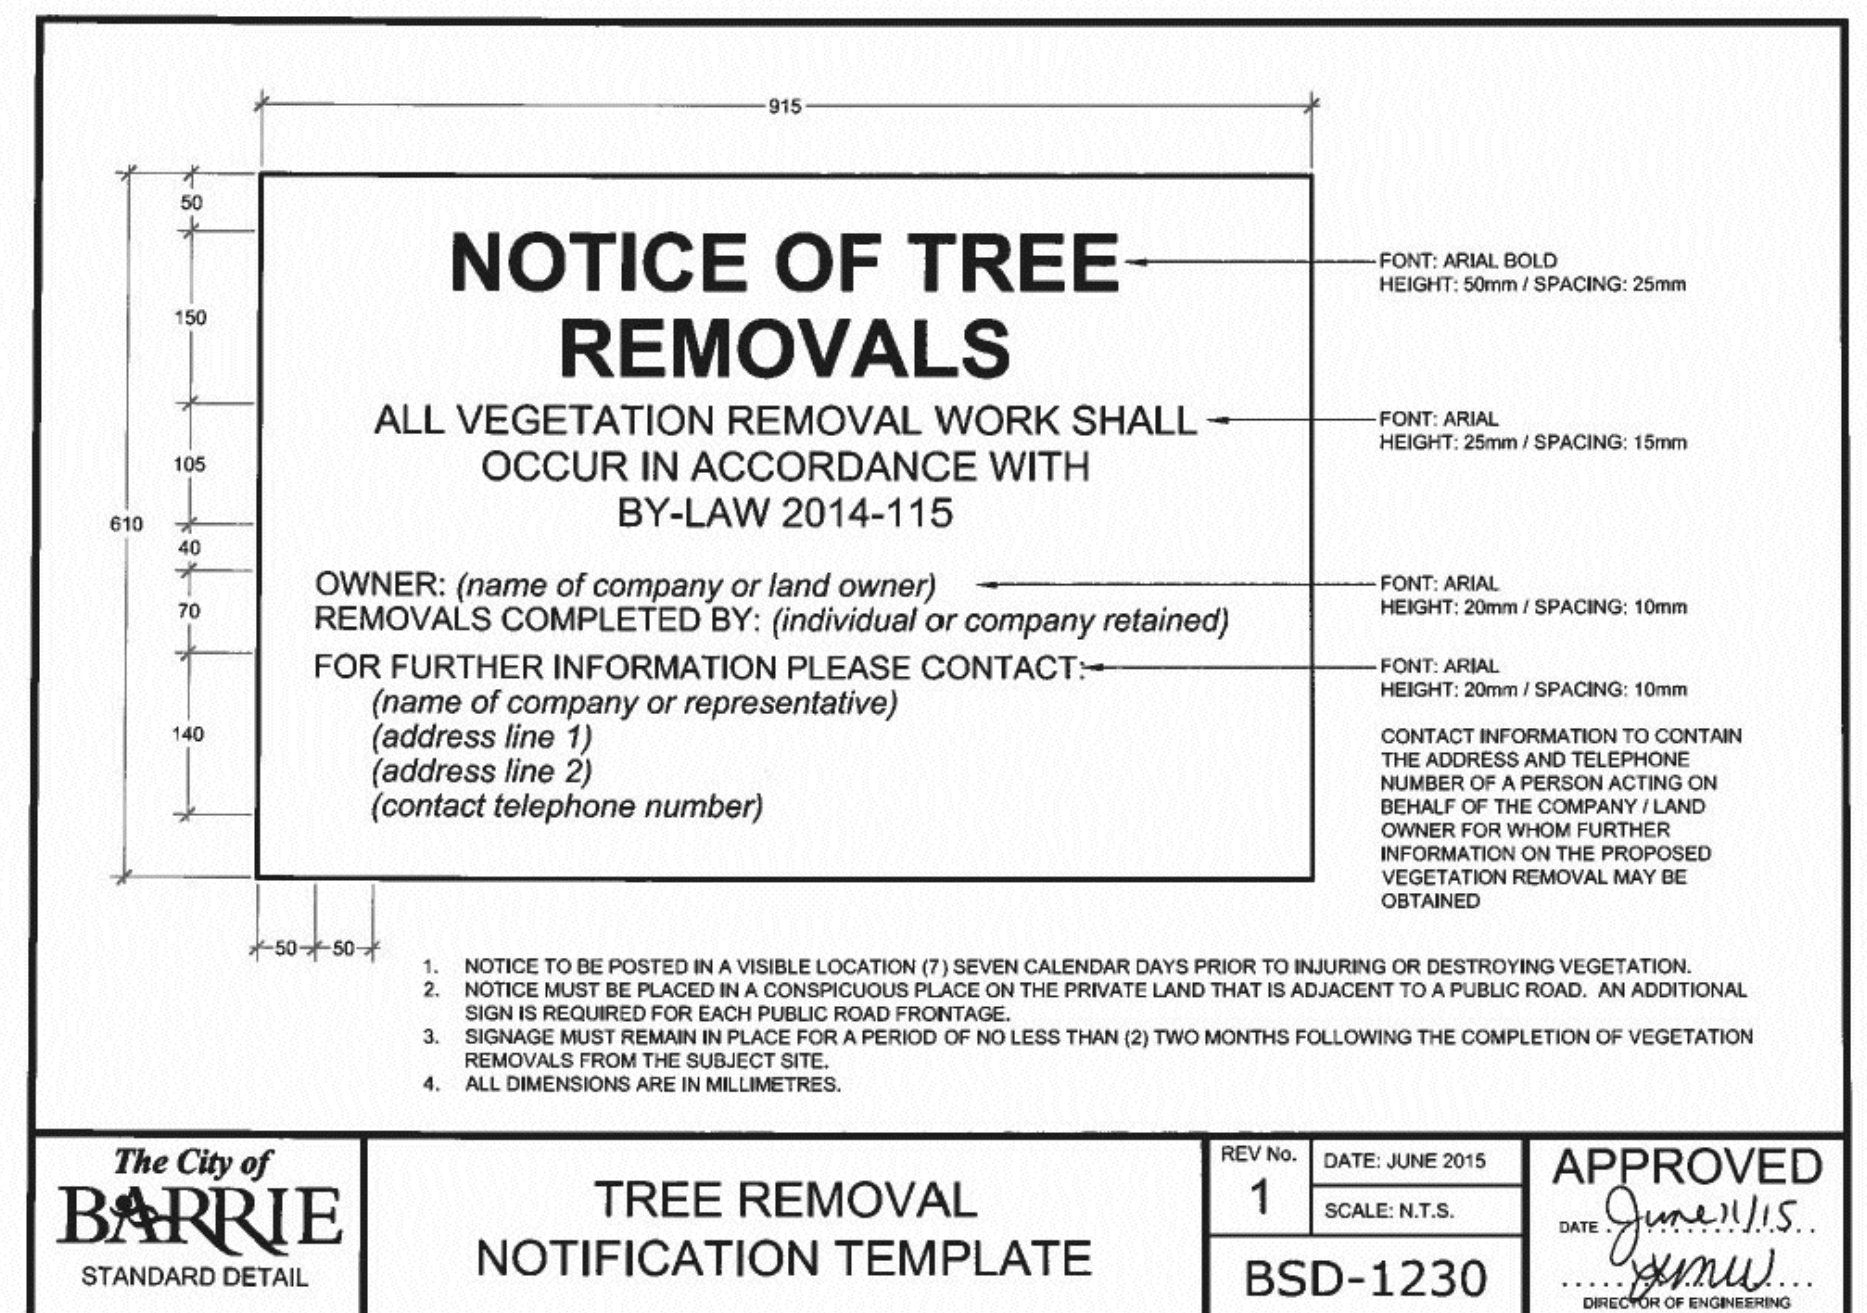 915
50
150
105
610
40
70
140
50
50
NOTICE OF TREE
REMOVALS
ALL VEGETATION REMOVAL WORK SHALL
OCCUR IN ACCORDANCE WITH
BY-LAW 2014-115
OWNER: (name of company or land owner)
REMOVALS COMPLETED BY: (individual or company retained)
FOR FURTHER INFORMATION PLEASE CONTACT:
(name of company or representative)
(address line 1)
(address line 2)
(contact telephone number)
FONT: ARIAL BOLD
HEIGHT: 50mm / SPACING: 25mm
FONT: ARIAL
HEIGHT: 25mm / SPACING: 15mm
FONT: ARIAL
HEIGHT: 20mm / SPACING: 10mm
FONT: ARIAL
HEIGHT: 20mm / SPACING: 10mm
CONTACT INFORMATION TO CONTAIN
THE ADDRESS AND TELEPHONE
NUMBER OF A PERSON ACTING ON
BEHALF OF THE COMPANY / LAND
OWNER FOR WHOM FURTHER
INFORMATION ON THE PROPOSED
VEGETATION REMOVAL MAY BE
OBTAINED
1. NOTICE TO BE POSTED IN A VISIBLE LOCATION (7) SEVEN CALENDAR DAYS PRIOR TO INJURING OR DESTROYING VEGETATION.
2. NOTICE MUST BE PLACED IN A CONSPICUOUS PLACE ON THE PRIVATE LAND THAT IS ADJACENT TO A PUBLIC ROAD. AN ADDITIONAL
SIGN IS REQUIRED FOR EACH PUBLIC ROAD FRONTAGE.
3. SIGNAGE MUST REMAIN IN PLACE FOR A PERIOD OF NO LESS THAN (2) TWO MONTHS FOLLOWING THE COMPLETION OF VEGETATION
REMOVALS FROM THE SUBJECT SITE.
4. ALL DIMENSIONS ARE IN MILLIMETRES.
The City of
BARRIE
STANDARD DETAIL
TREE REMOVAL
NOTIFICATION TEMPLATE
REV No.
1
DATE: JUNE 2015
SCALE: N.T.S.
BSD-1230
APPROVED
DATE June 11/15
DIRECTOR OF ENGINEERING